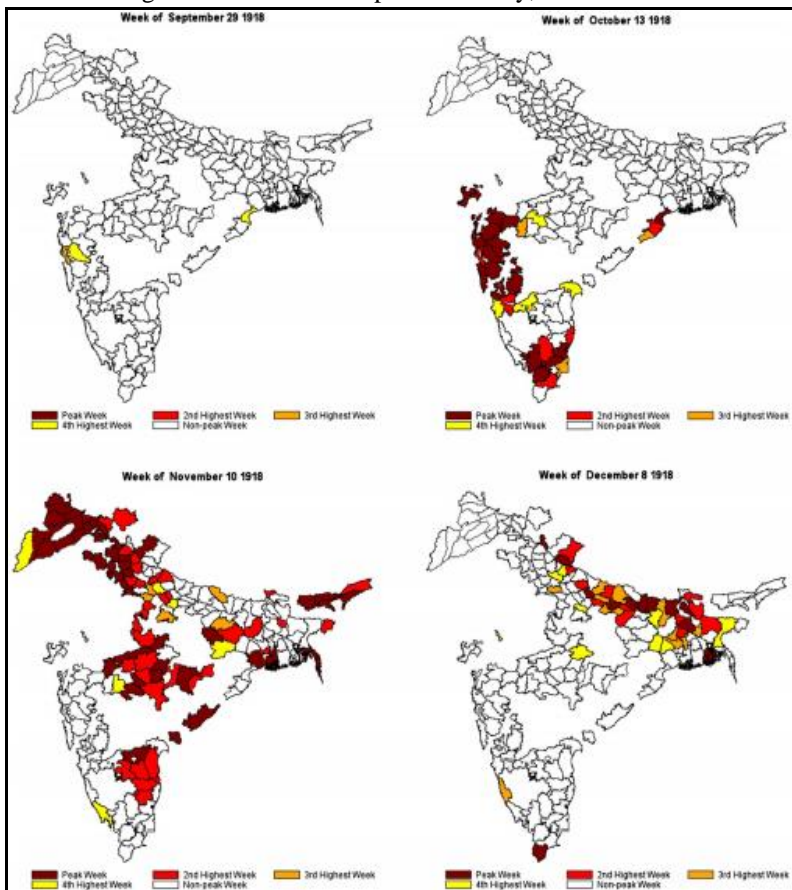 Week of September 29 1918
Week of October 13 1918
Peak Week 2nd Highest Week 3rd Highest Week
4th Highest Week Non-peak Week
Peak Week 2nd Highest Week 3rd Highest Week
4th Highest Week Non-peak Week
Week of November 10 1918
Week of December 8 1918
Peak Week 2nd Highest Week 3rd Highest Week
4th Highest Week Non-peak Week
Peak Week 2nd Highest Week 3rd Highest Week
4th Highest Week Non-peak Week